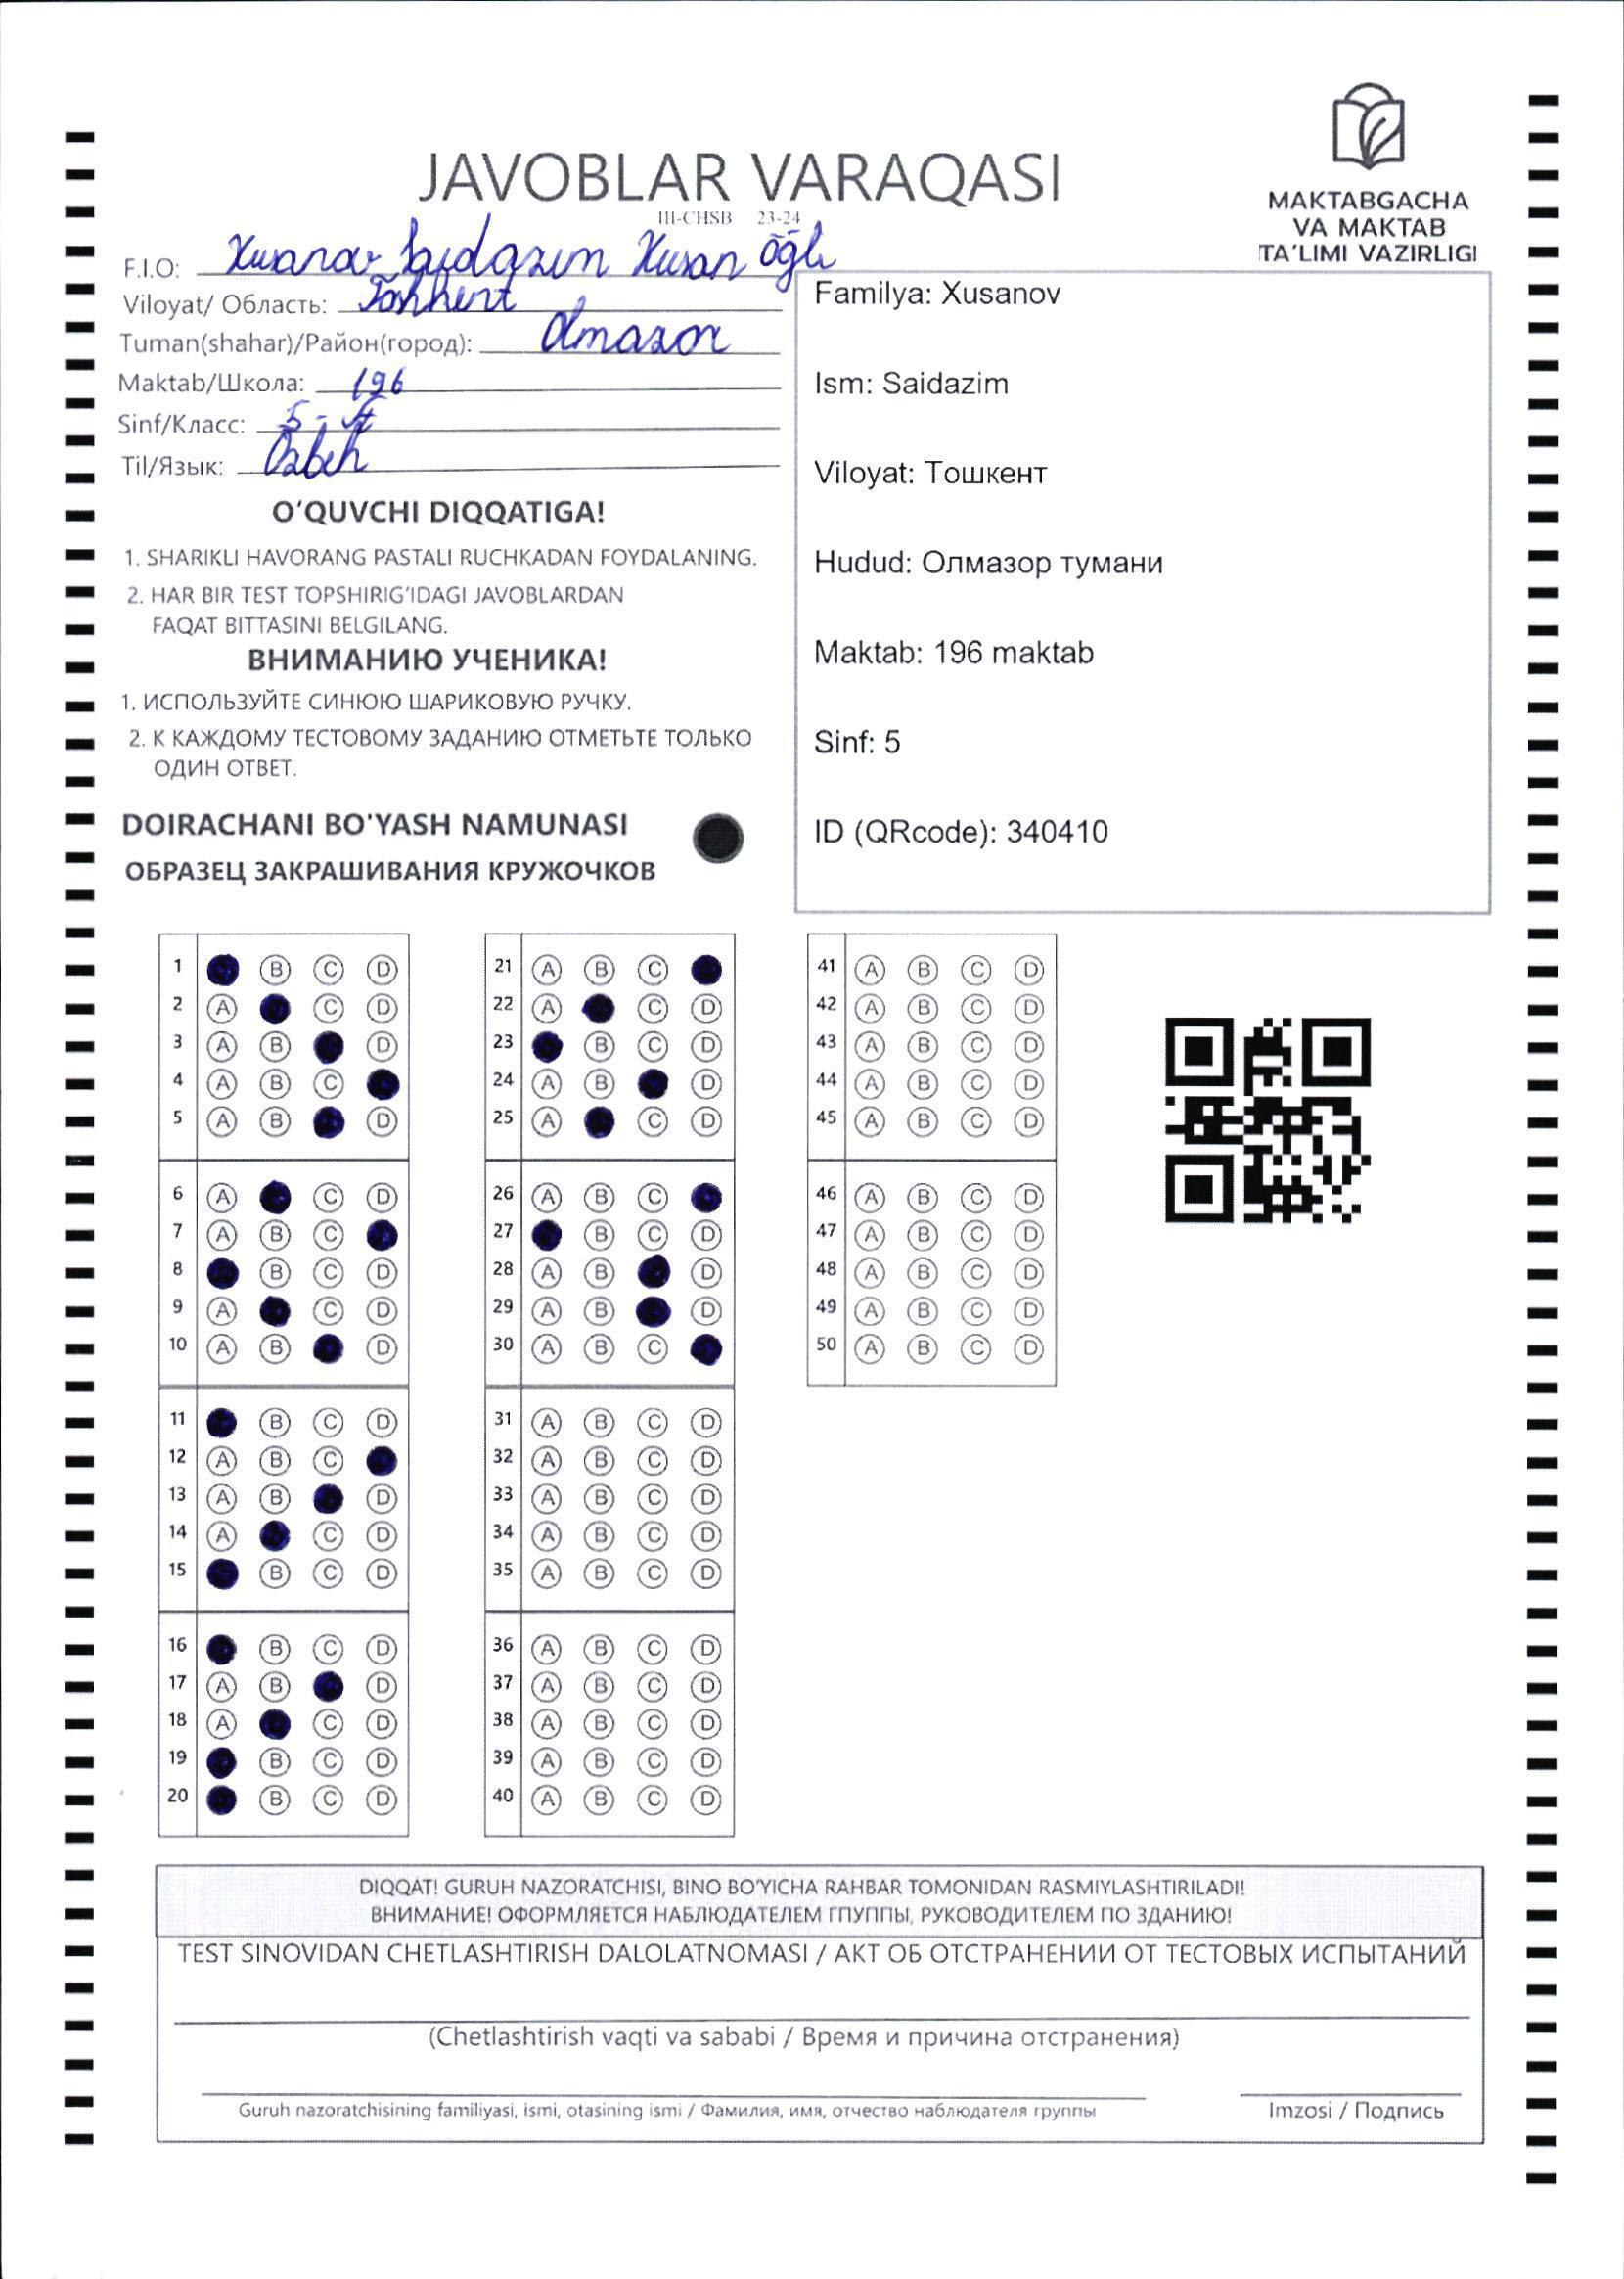 JAVOBLAR VARAQASI
III-CHSB 23-24
MAKTABGACHA
VA MAKTAB
TA'LIMI VAZIRLIGI
F.I.O: Xusanov Saidazim Xusan õğli
Viloyat/ Область: Toshkent
Tuman(shahar)/Район(город): Olmazor
Maktab/Школа: 196
Sinf/Класс: 5-
Til/Язык: Ozbek
O'QUVCHI DIQQATIGA!
1. SHARIKLI HAVORANG PASTALI RUCHKADAN FOYDALANING.
2. HAR BIR TEST TOPSHIRIG'IDAGI JAVOBLARDAN
FAQAT BITTASINI BELGILANG.
ВНИМАНИЮ УЧЕНИКА!
1. ИСПОЛЬЗУЙТЕ СИНЮЮ ШАРИКОВУЮ РУЧКУ.
2. К КАЖДОМУ ТЕСТОВОМУ ЗАДАНИЮ ОТМЕТЬТЕ ТОЛЬКО
ОДИН ОТВЕТ.
DOIRACHANI BO'YASH NAMUNASI
ОБРАЗЕЦ ЗАКРАШИВАНИЯ КРУЖОЧКОВ
Familya: Xusanov
Ism: Saidazim
Viloyat: Тошкент
Hudud: Олмазор тумани
Maktab: 196 maktab
Sinf: 5
ID (QRcode): 340410
1 B C D
2 A C D
3 A B D
4 A B C
5 A B D
6 A C D
7 A B C
8 B C D
9 A C D
10 A B D
11 B C D
12 A B C
13 A B D
14 A C D
15 B C D
16 B C D
17 A B D
18 A C D
19 B C D
20 B C D
21 A B C
22 A C D
23 B C D
24 A B D
25 A C D
26 A B C
27 B C D
28 A B D
29 A B D
30 A B C
31 A B C D
32 A B C D
33 A B C D
34 A B C D
35 A B C D
36 A B C D
37 A B C D
38 A B C D
39 A B C D
40 A B C D
41 A B C D
42 A B C D
43 A B C D
44 A B C D
45 A B C D
46 A B C D
47 A B C D
48 A B C D
49 A B C D
50 A B C D
DIQQAT! GURUH NAZORATCHISI, BINO BO'YICHA RAHBAR TOMONIDAN RASMIYLASHTIRILADI!
ВНИМАНИЕ! ОФОРМЛЯЕТСЯ НАБЛЮДАТЕЛЕМ ГПУППЫ, РУКОВОДИТЕЛЕМ ПО ЗДАНИЮ!
TEST SINOVIDAN CHETLASHTIRISH DALOLATNOMASI / АКТ ОБ ОТСТРАНЕНИИ ОТ ТЕСТОВЫХ ИСПЫТАНИЙ
(Chetlashtirish vaqti va sababi / Время и причина отстранения)
Guruh nazoratchisining familiyasi, ismi, otasining ismi / Фамилия, имя, отчество наблюдателя группы
Imzosi / Подпись